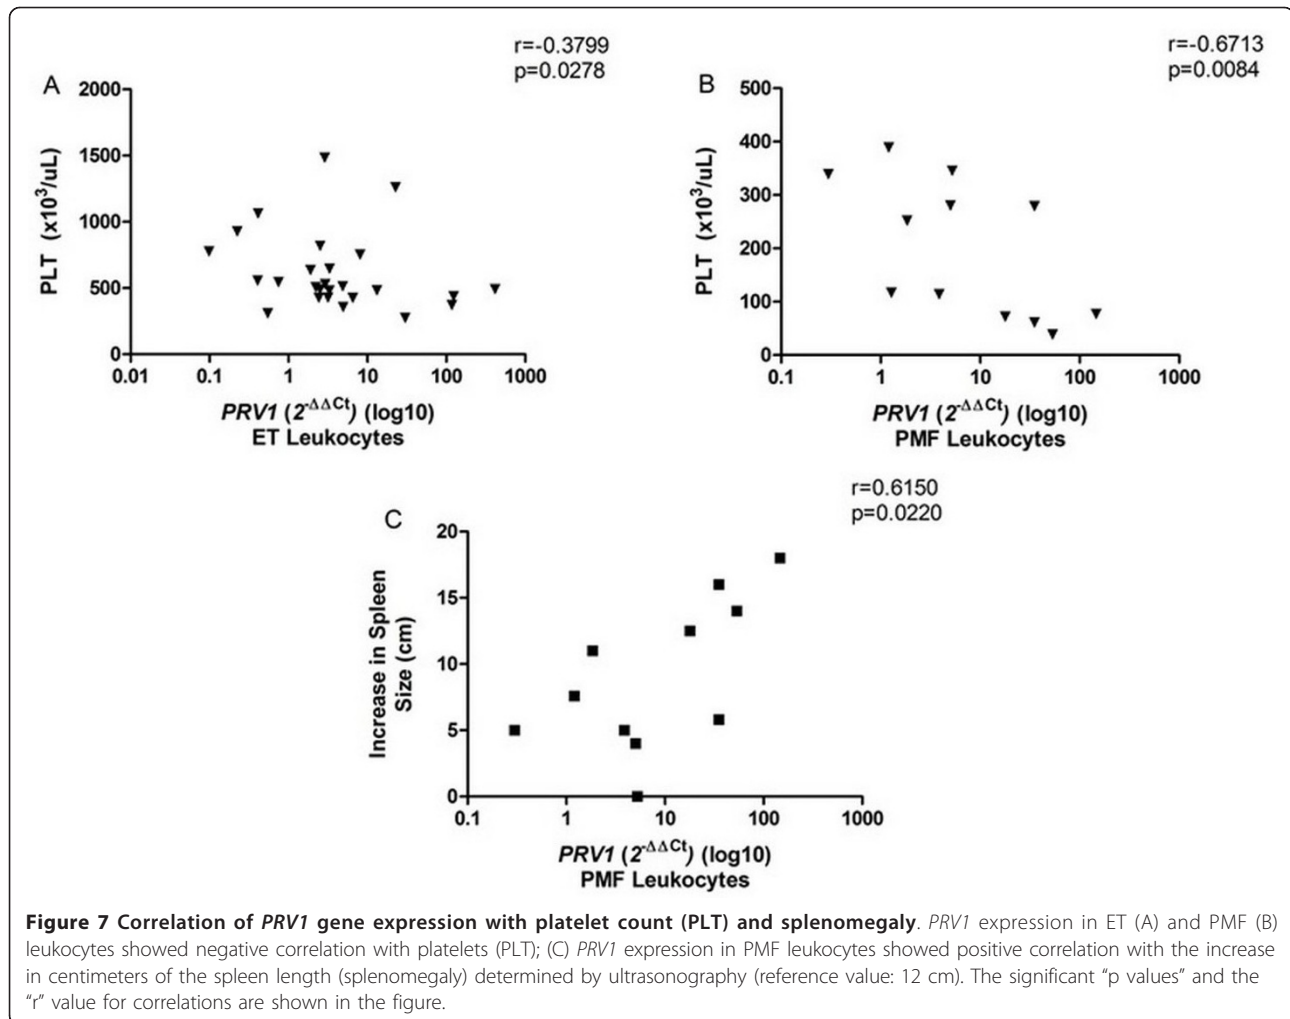 r=-0.3799
p=0.0278
A
2000
1500
1000
500
0
PLT (x10³/uL)
0.01 0.1 1 10 100 1000
PRV1 (2^-ΔΔCt) (log10)
ET Leukocytes
r=-0.6713
p=0.0084
B
500
400
300
200
100
0
PLT (x10³/uL)
0.1 1 10 100 1000
PRV1 (2^-ΔΔCt) (log10)
PMF Leukocytes
r=0.6150
p=0.0220
C
20
15
10
5
0
Increase in Spleen
Size (cm)
0.1 1 10 100 1000
PRV1 (2^-ΔΔCt) (log10)
PMF Leukocytes
Figure 7 Correlation of PRV1 gene expression with platelet count (PLT) and splenomegaly. PRV1 expression in ET (A) and PMF (B)
leukocytes showed negative correlation with platelets (PLT); (C) PRV1 expression in PMF leukocytes showed positive correlation with the increase
in centimeters of the spleen length (splenomegaly) determined by ultrasonography (reference value: 12 cm). The significant “p values” and the
“r” value for correlations are shown in the figure.